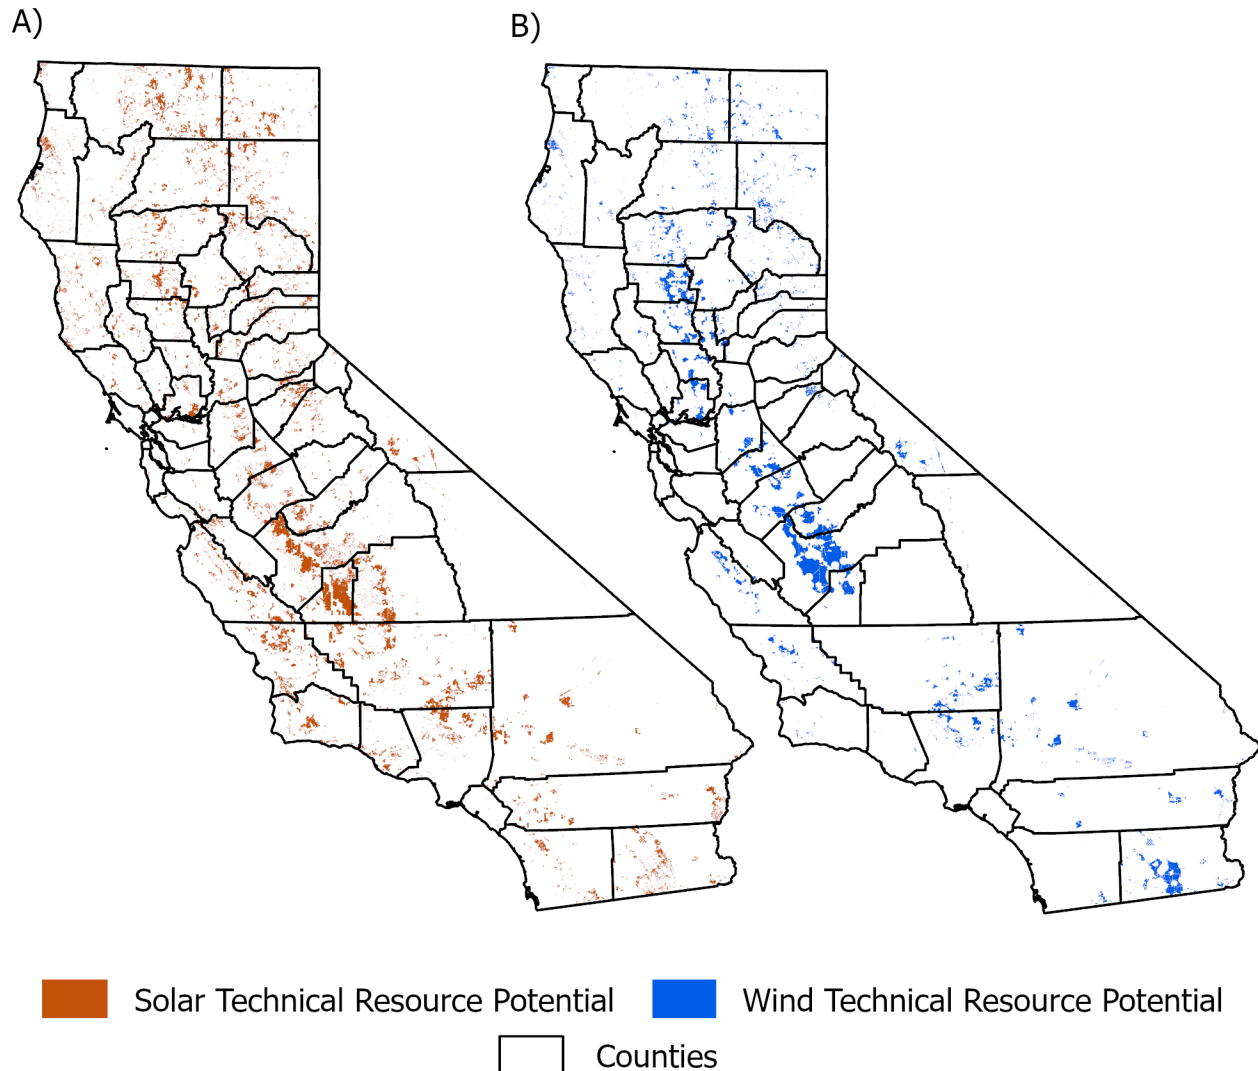 A)
B)
Solar Technical Resource Potential
Wind Technical Resource Potential
Counties